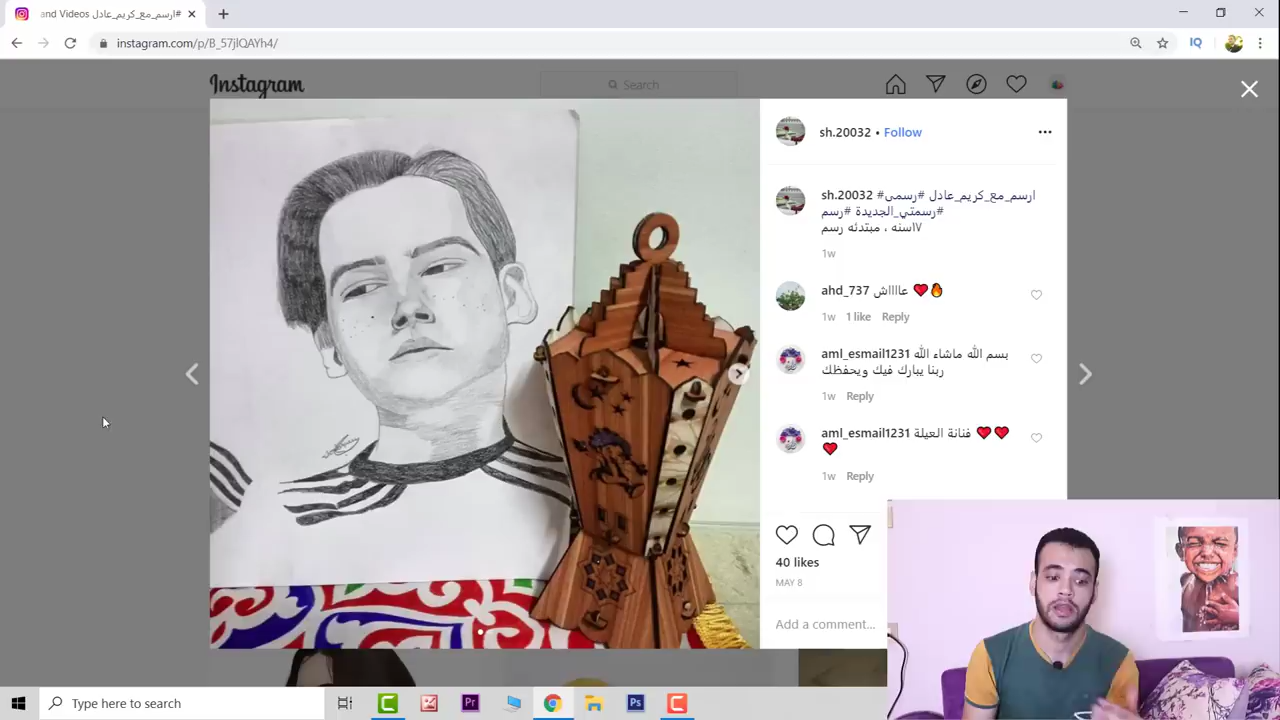 #ارسم_مع_كريم_عادل and Videos
instagram.com/p/B_57jlQAYh4/
Instagram
Search
sh.20032 • Follow
sh.20032 #ارسم_مع_كريم_عادل #رسمى
#رسمتي_الجديدة #رسم
١٧سنه ، مبتدئه رسم
1w
ahd_737 عااااش
1w 1 like Reply
aml_esmail1231 بسم الله ماشاء الله
ربنا يبارك فيك ويحفظك
1w Reply
aml_esmail1231 فنانة العيلة
1w Reply
40 likes
MAY 8
Add a comment...
Type here to search